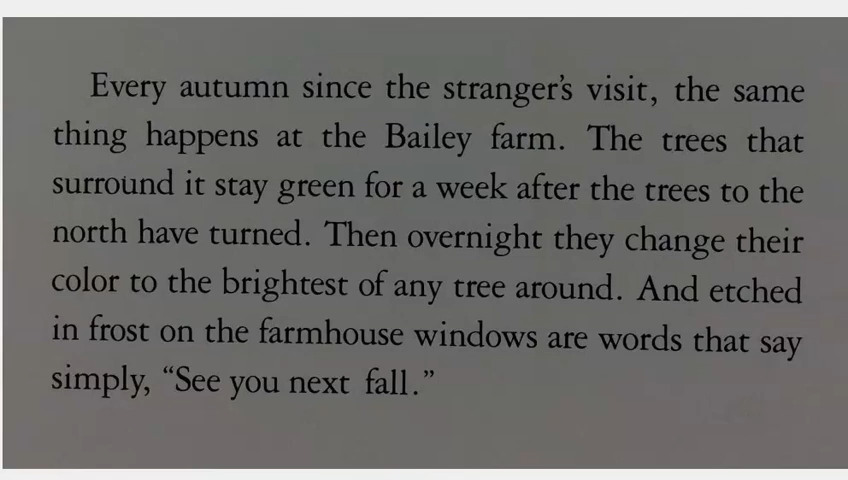 Every autumn since the stranger's visit, the same
thing happens at the Bailey farm. The trees that
surround it stay green for a week after the trees to the
north have turned. Then overnight they change their
color to the brightest of any tree around. And etched
in frost on the farmhouse windows are words that say
simply, “See you next fall.”